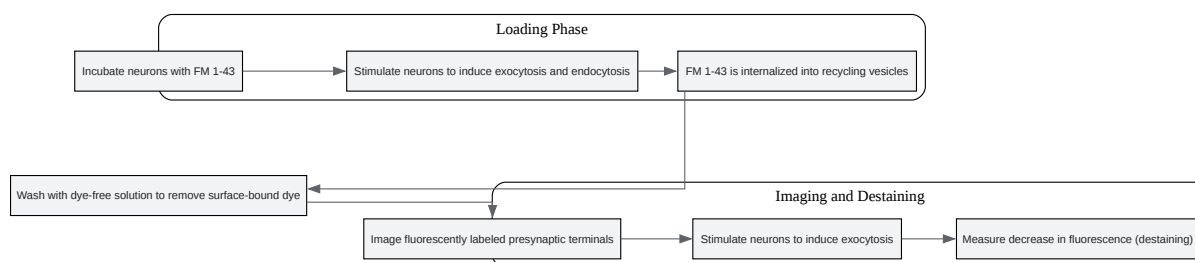 Loading Phase
Incubate neurons with FM 1-43
Stimulate neurons to induce exocytosis and endocytosis
FM 1-43 is internalized into recycling vesicles
Wash with dye-free solution to remove surface-bound dye
Imaging and Destaining
Image fluorescently labeled presynaptic terminals
Stimulate neurons to induce exocytosis
Measure decrease in fluorescence (destaining)